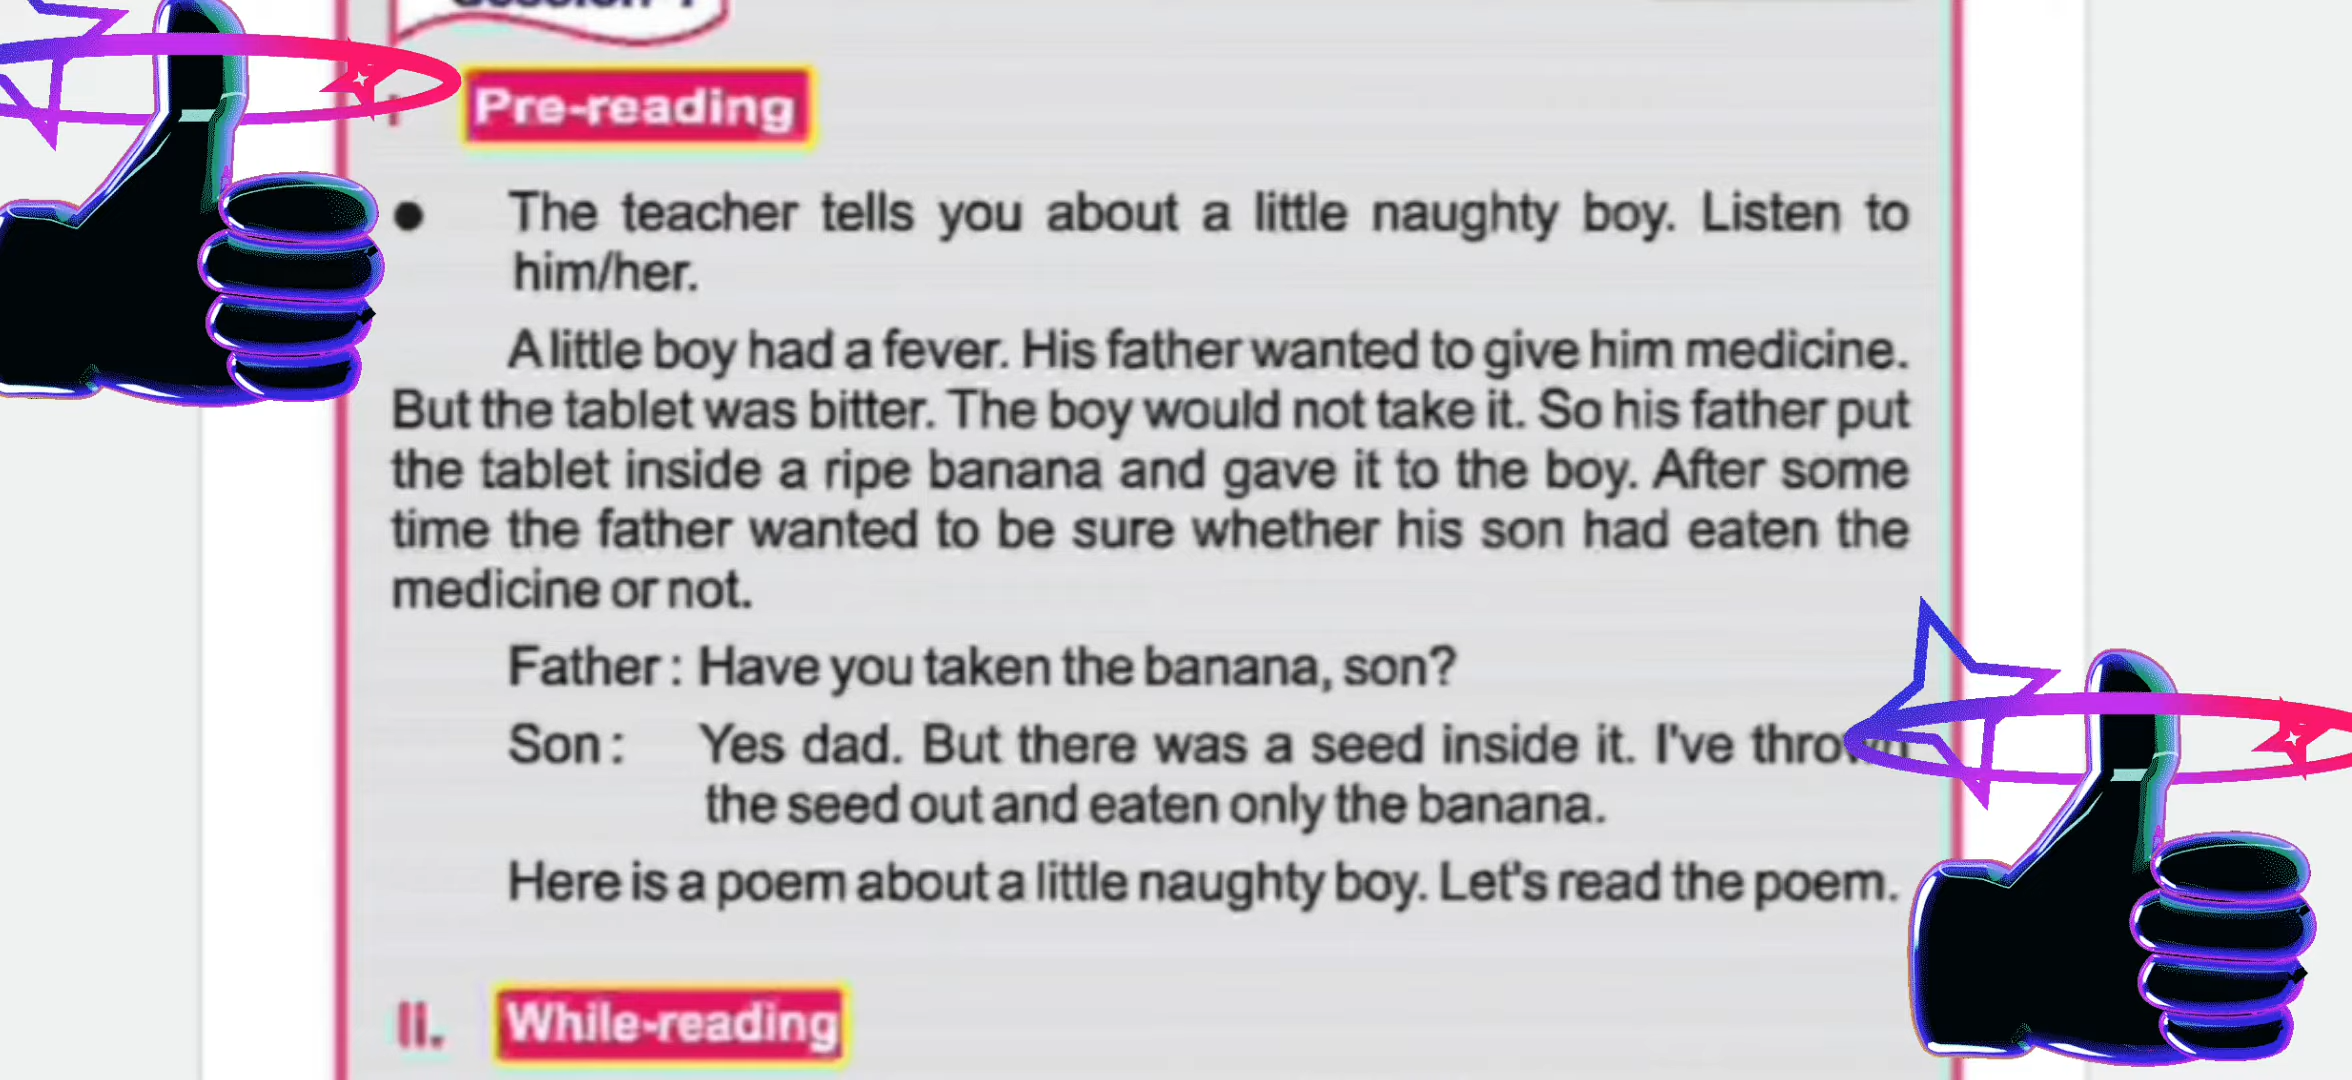 Pre-reading
● The teacher tells you about a little naughty boy. Listen to
him/her.
A little boy had a fever. His father wanted to give him medicine.
But the tablet was bitter. The boy would not take it. So his father put
the tablet inside a ripe banana and gave it to the boy. After some
time the father wanted to be sure whether his son had eaten the
medicine or not.
Father : Have you taken the banana, son?
Son : Yes dad. But there was a seed inside it. I've thrown
the seed out and eaten only the banana.
Here is a poem about a little naughty boy. Let's read the poem.
II. While-reading